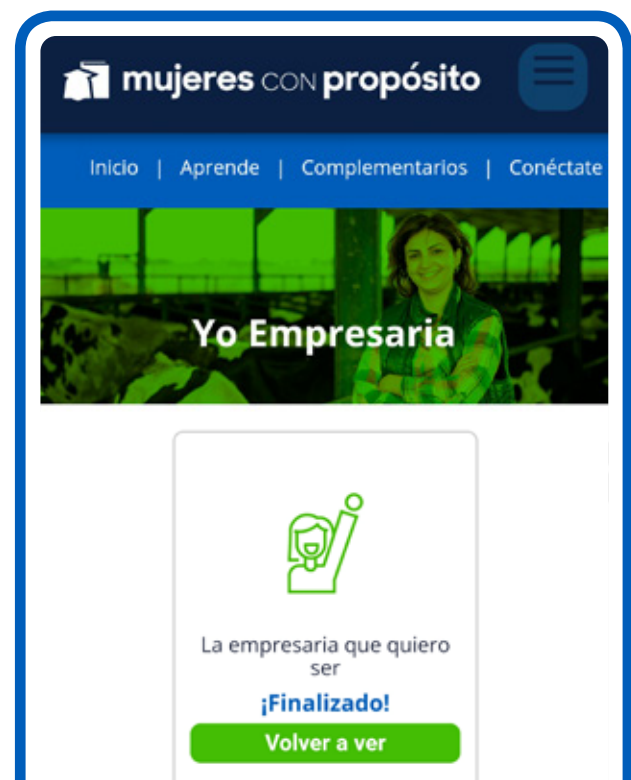 mujeres CON propósito
Inicio | Aprende | Complementarios | Conéctate
Yo Empresaria
La empresaria que quiero
ser
¡Finalizado!
Volver a ver